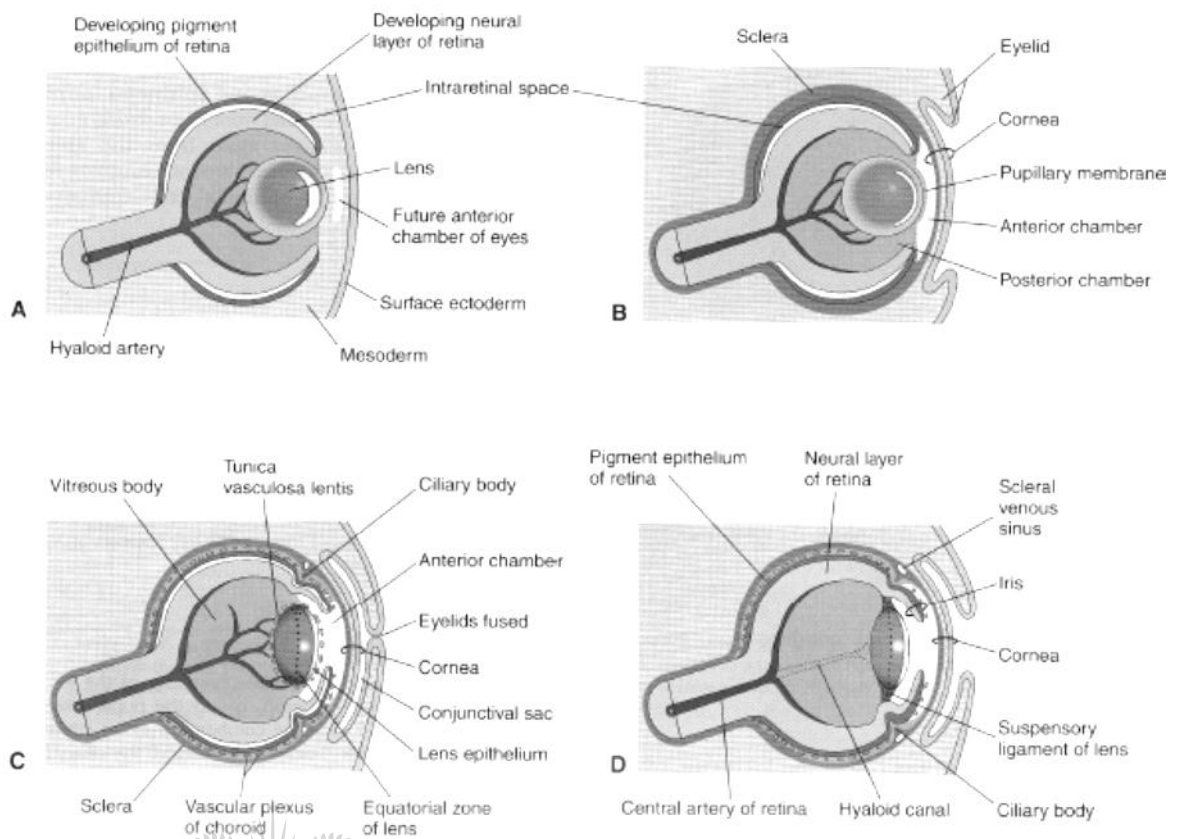 Developing pigment
epithelium of retina
Developing neural
layer of retina
Intraretinal space
Lens
Future anterior
chamber of eyes
Surface ectoderm
Mesoderm
Hyaloid artery
A
Sclera
Eyelid
Cornea
Pupillary membrane
Anterior chamber
Posterior chamber
B
Vitreous body
Tunica
vasculosa lentis
Ciliary body
Anterior chamber
Eyelids fused
Cornea
Conjunctival sac
Lens epithelium
Equatorial zone
of lens
Vascular plexus
of choroid
Sclera
C
Pigment epithelium
of retina
Neural layer
of retina
Scleral
venous
sinus
Iris
Cornea
Suspensory
ligament of lens
Ciliary body
Hyaloid canal
Central artery of retina
D